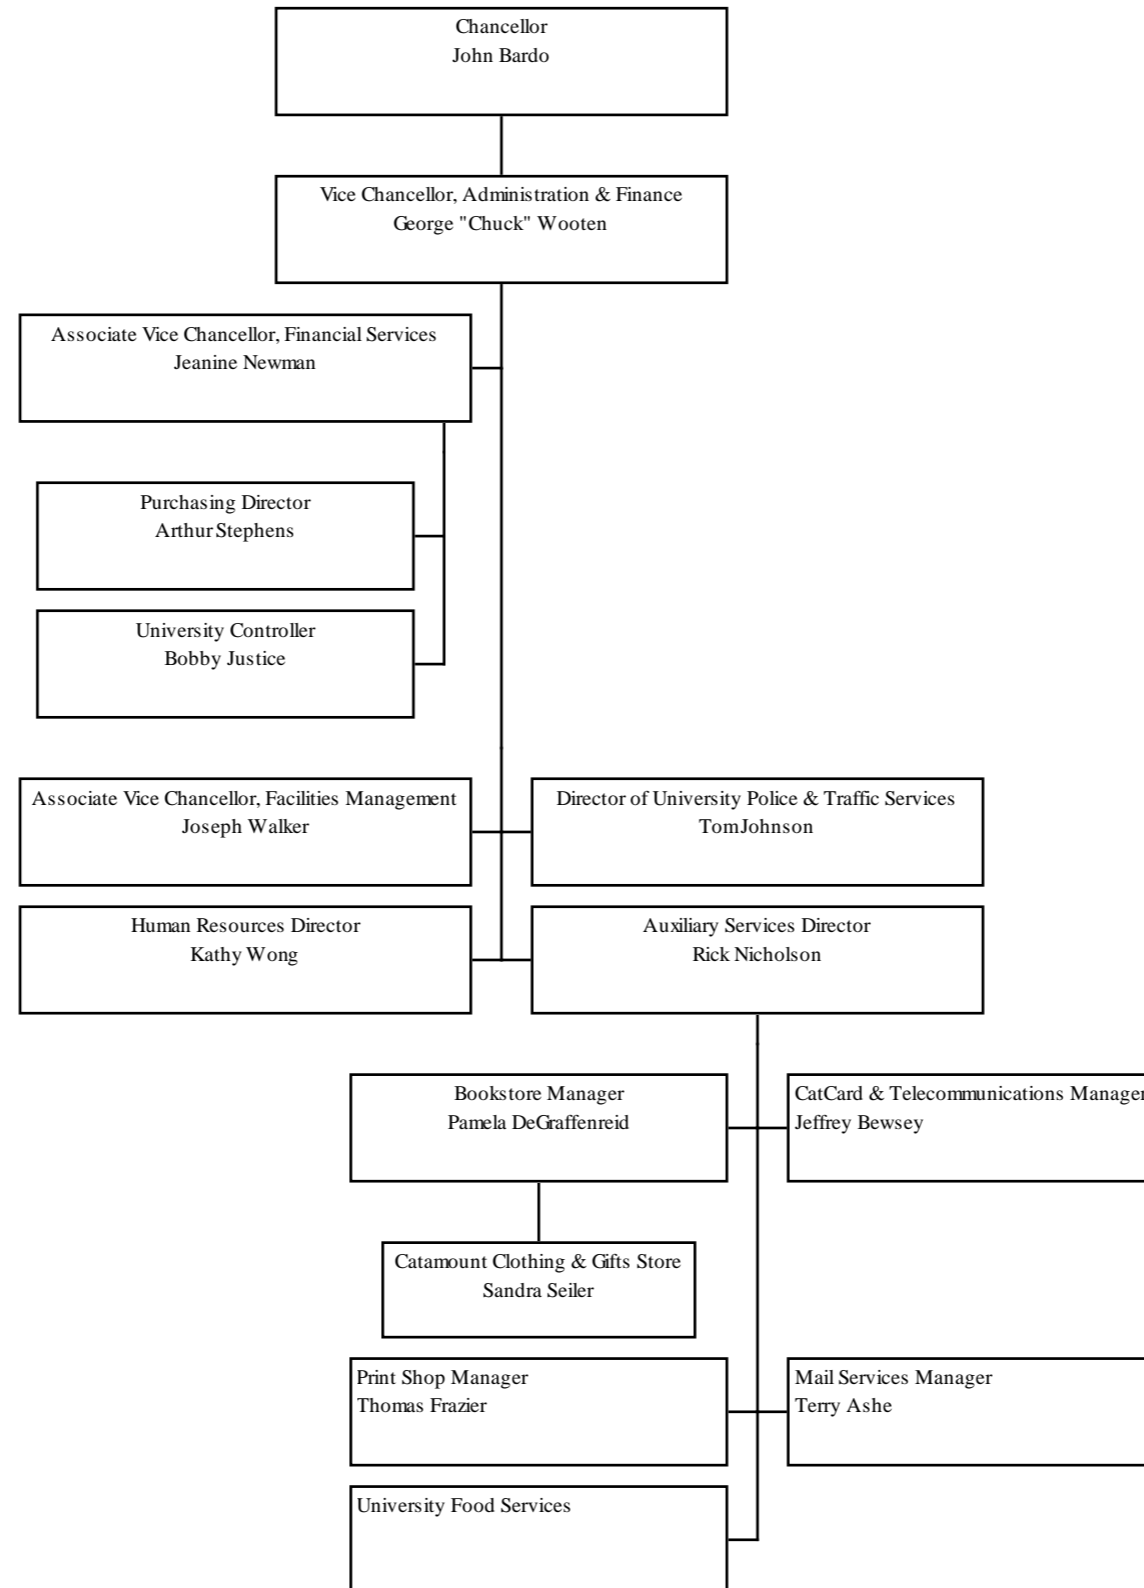 Chancellor
John Bardo
Vice Chancellor, Administration & Finance
George "Chuck" Wooten
Associate Vice Chancellor, Financial Services
Jeanine Newman
Purchasing Director
Arthur Stephens
University Controller
Bobby Justice
Associate Vice Chancellor, Facilities Management
Joseph Walker
Director of University Police & Traffic Services
Tom Johnson
Human Resources Director
Kathy Wong
Auxiliary Services Director
Rick Nicholson
Bookstore Manager
Pamela DeGraffenreid
CatCard & Telecommunications Manager
Jeffrey Bewsey
Catamount Clothing & Gifts Store
Sandra Seiler
Print Shop Manager
Thomas Frazier
Mail Services Manager
Terry Ashe
University Food Services